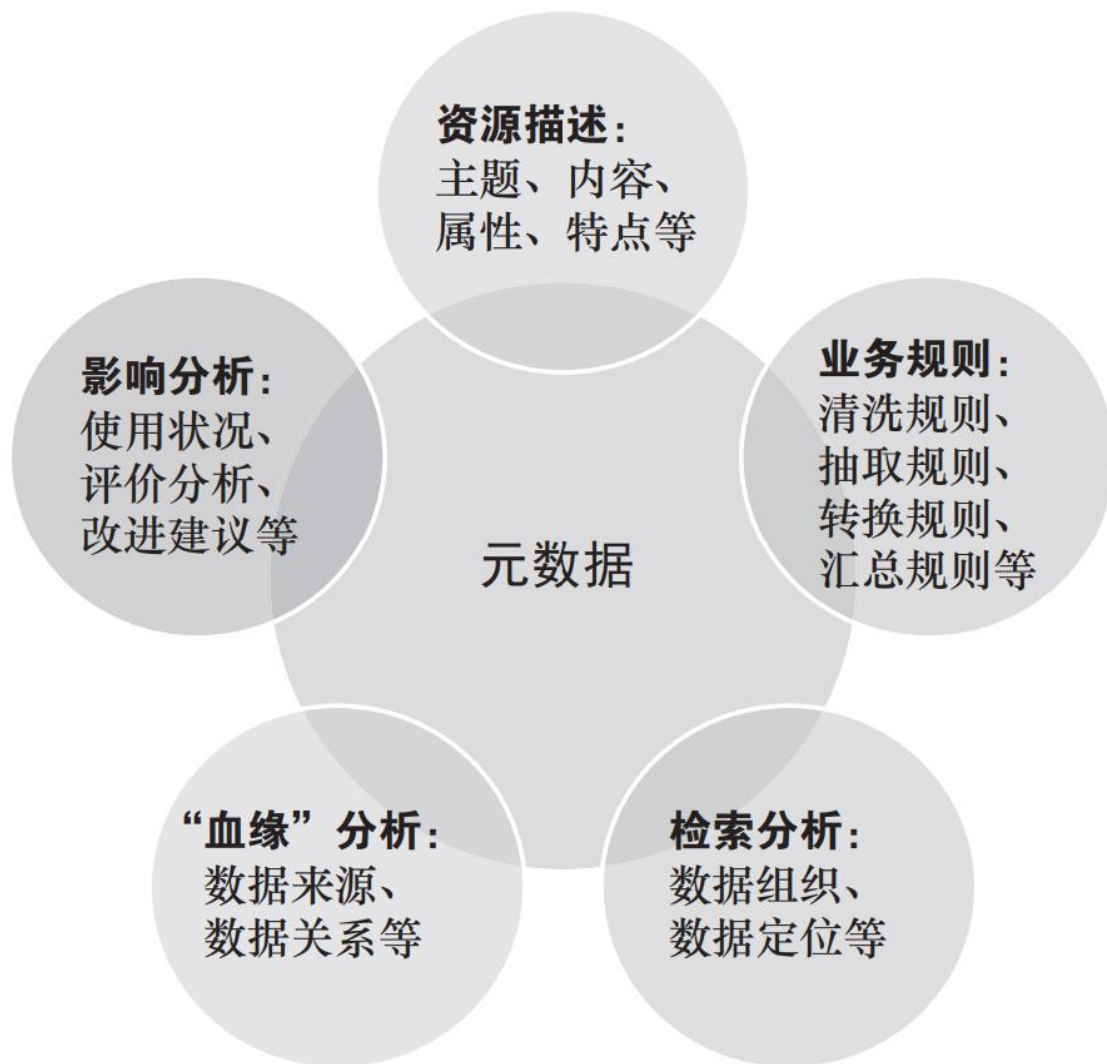 资源描述：
主题、内容、
属性、特点等
影响分析：
使用状况、
评价分析、
改进建议等
业务规则：
清洗规则、
抽取规则、
转换规则、
汇总规则等
元数据
“血缘”分析：
数据来源、
数据关系等
检索分析：
数据组织、
数据定位等